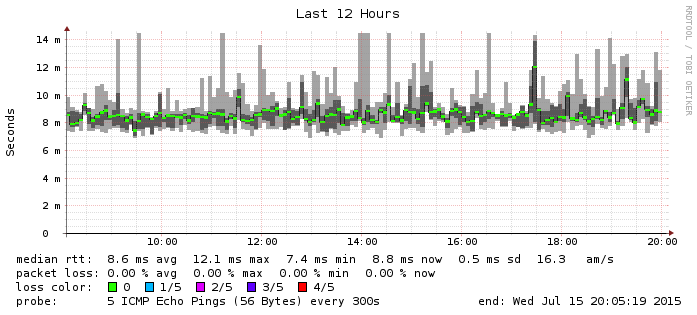 Last 12 Hours
RRDTOOL / TOBI OETIKER
Seconds
14 m
12 m
10 m
8 m
6 m
4 m
2 m
0
10:00 12:00 14:00 16:00 18:00 20:00
median rtt: 8.6 ms avg 12.1 ms max 7.4 ms min 8.8 ms now 0.5 ms sd 16.3 am/s
packet loss: 0.00 % avg 0.00 % max 0.00 % min 0.00 % now
loss color: 0 1/5 2/5 3/5 4/5
probe: 5 ICMP Echo Pings (56 Bytes) every 300s end: Wed Jul 15 20:05:19 2015